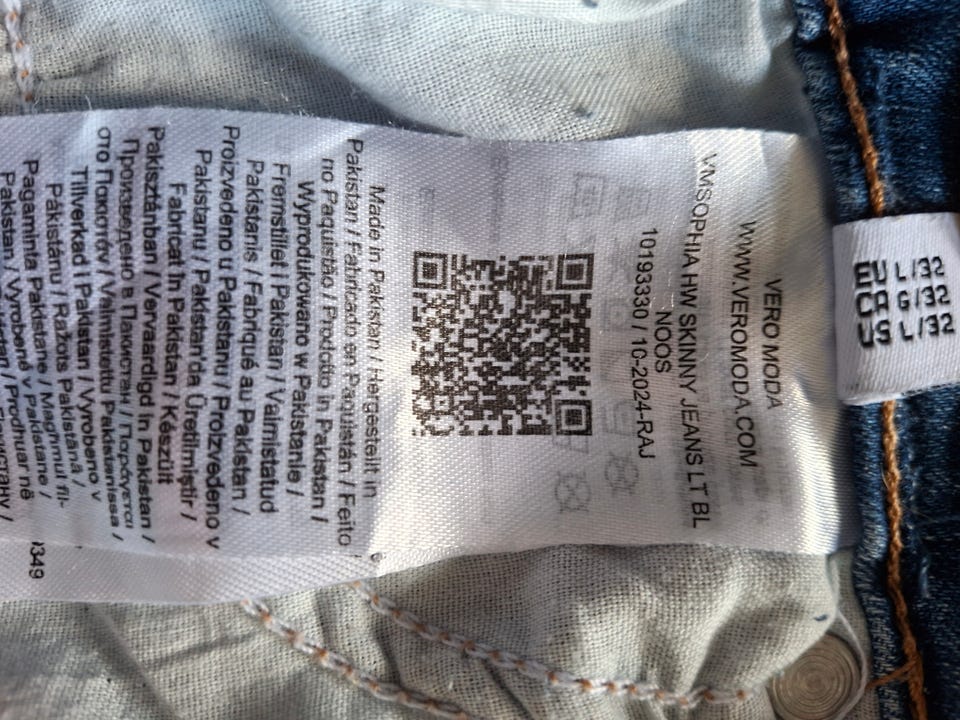 VERO MODA
WWW.VEROMODA.COM
VMSOPHIA HW SKINNY JEANS LT BL
NOOS
10193330 / 10-2024-RAJ
Made in Pakistan / Hergestellt in
Pakistan / Fabricado en Paquistán / Feito
no Paquistão / Prodotto in Pakistan /
Wyprodukowano w Pakistanie /
Fremstillet i Pakistan / Valmistatud
Pakistanis / Fabriqué au Pakistan /
Proizvedeno u Pakistanu / Proizvedeno v
Pakistanu / Pakistan'da Üretilmiştir /
Fabricat în Pakistan / Készült
Pakisztánban / Vervaardigd in Pakistan /
Произведено в Пакистан / Παράγεται
στο Πακιστάν / Valmistettu Pakistanissa /
Tillverkad i Pakistan / Vyrobeno v
Pákistánu / Ražots Pakistānā /
Pagaminta Pakistane / Maghmul fil-
Pakistan / Vyrobené v Pakistane /
/ Prodhuar në
349
EU L/32
CA G/32
US L/32